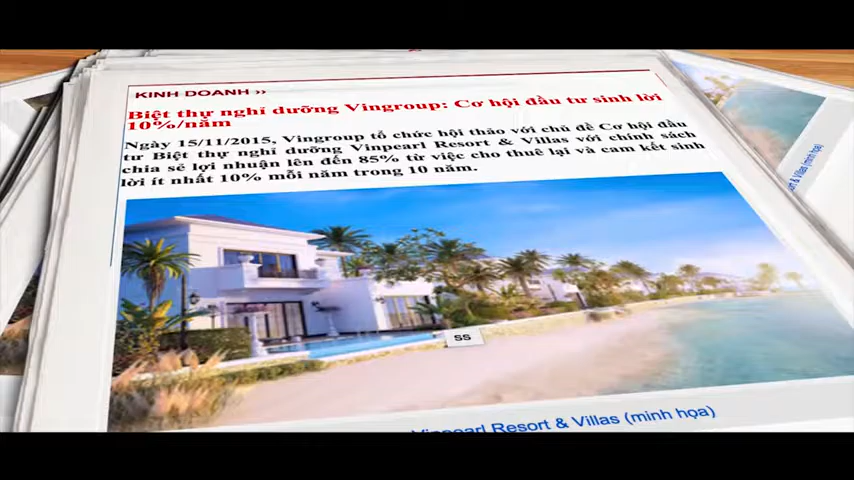 KINH DOANH ››
Biệt thự nghỉ dưỡng Vingroup: Cơ hội đầu tư sinh lời
10%/năm
Ngày 15/11/2015, Vingroup tổ chức hội thảo với chủ đề Cơ hội đầu
tư Biệt thự nghỉ dưỡng Vinpearl Resort & Villas với chính sách
chia sẻ lợi nhuận lên đến 85% từ việc cho thuê lại và cam kết sinh
lời ít nhất 10% mỗi năm trong 10 năm.
SS
Vinpearl Resort & Villas (minh họa)
& Villas (minh họa)